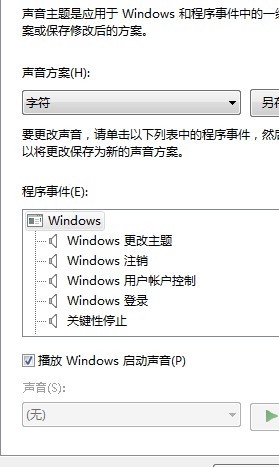 声音主题是应用于 Windows 和程序事件中的一
案或保存修改后的方案。
声音方案(H):
字符
另存
要更改声音，请单击以下列表中的程序事件，然后
以将更改保存为新的声音方案。
程序事件(E):
Windows
Windows 更改主题
Windows 注销
Windows 用户帐户控制
Windows 登录
关键性停止
播放 Windows 启动声音(P)
声音(S):
(无)